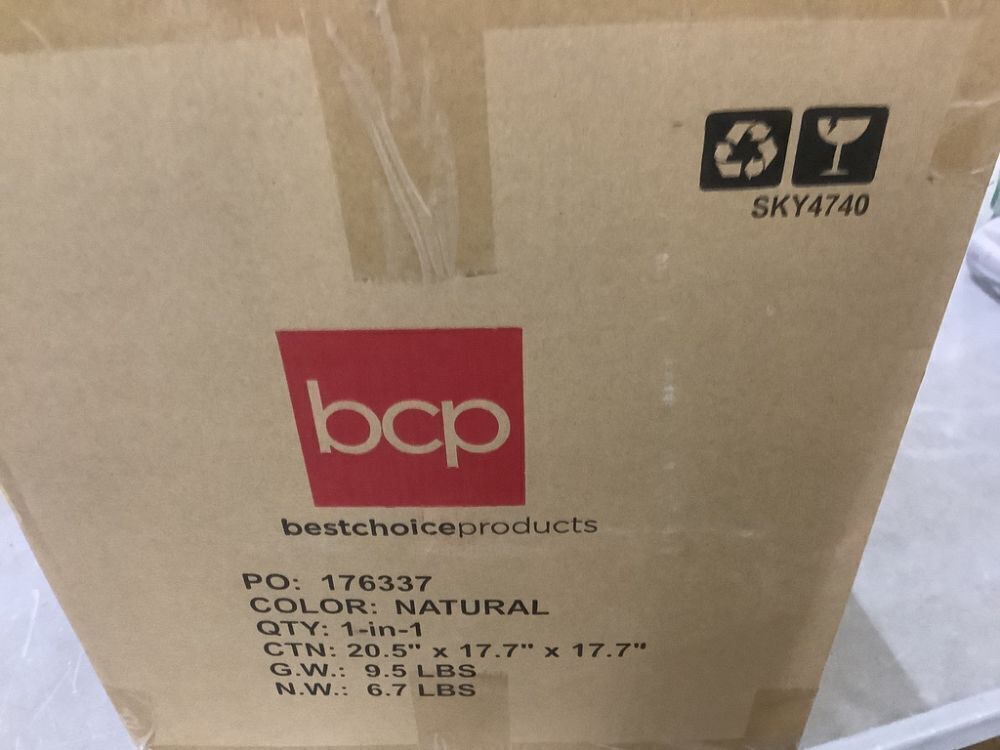 SKY4740
bcp
bestchoiceproducts
PO: 176337
COLOR: NATURAL
QTY: 1-in-1
CTN: 20.5" x 17.7" x 17.7"
G.W.: 9.5 LBS
N.W.: 6.7 LBS